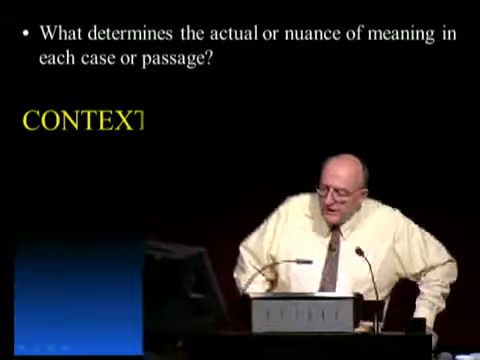 • What determines the actual or nuance of meaning in
each case or passage?
CONTEXT